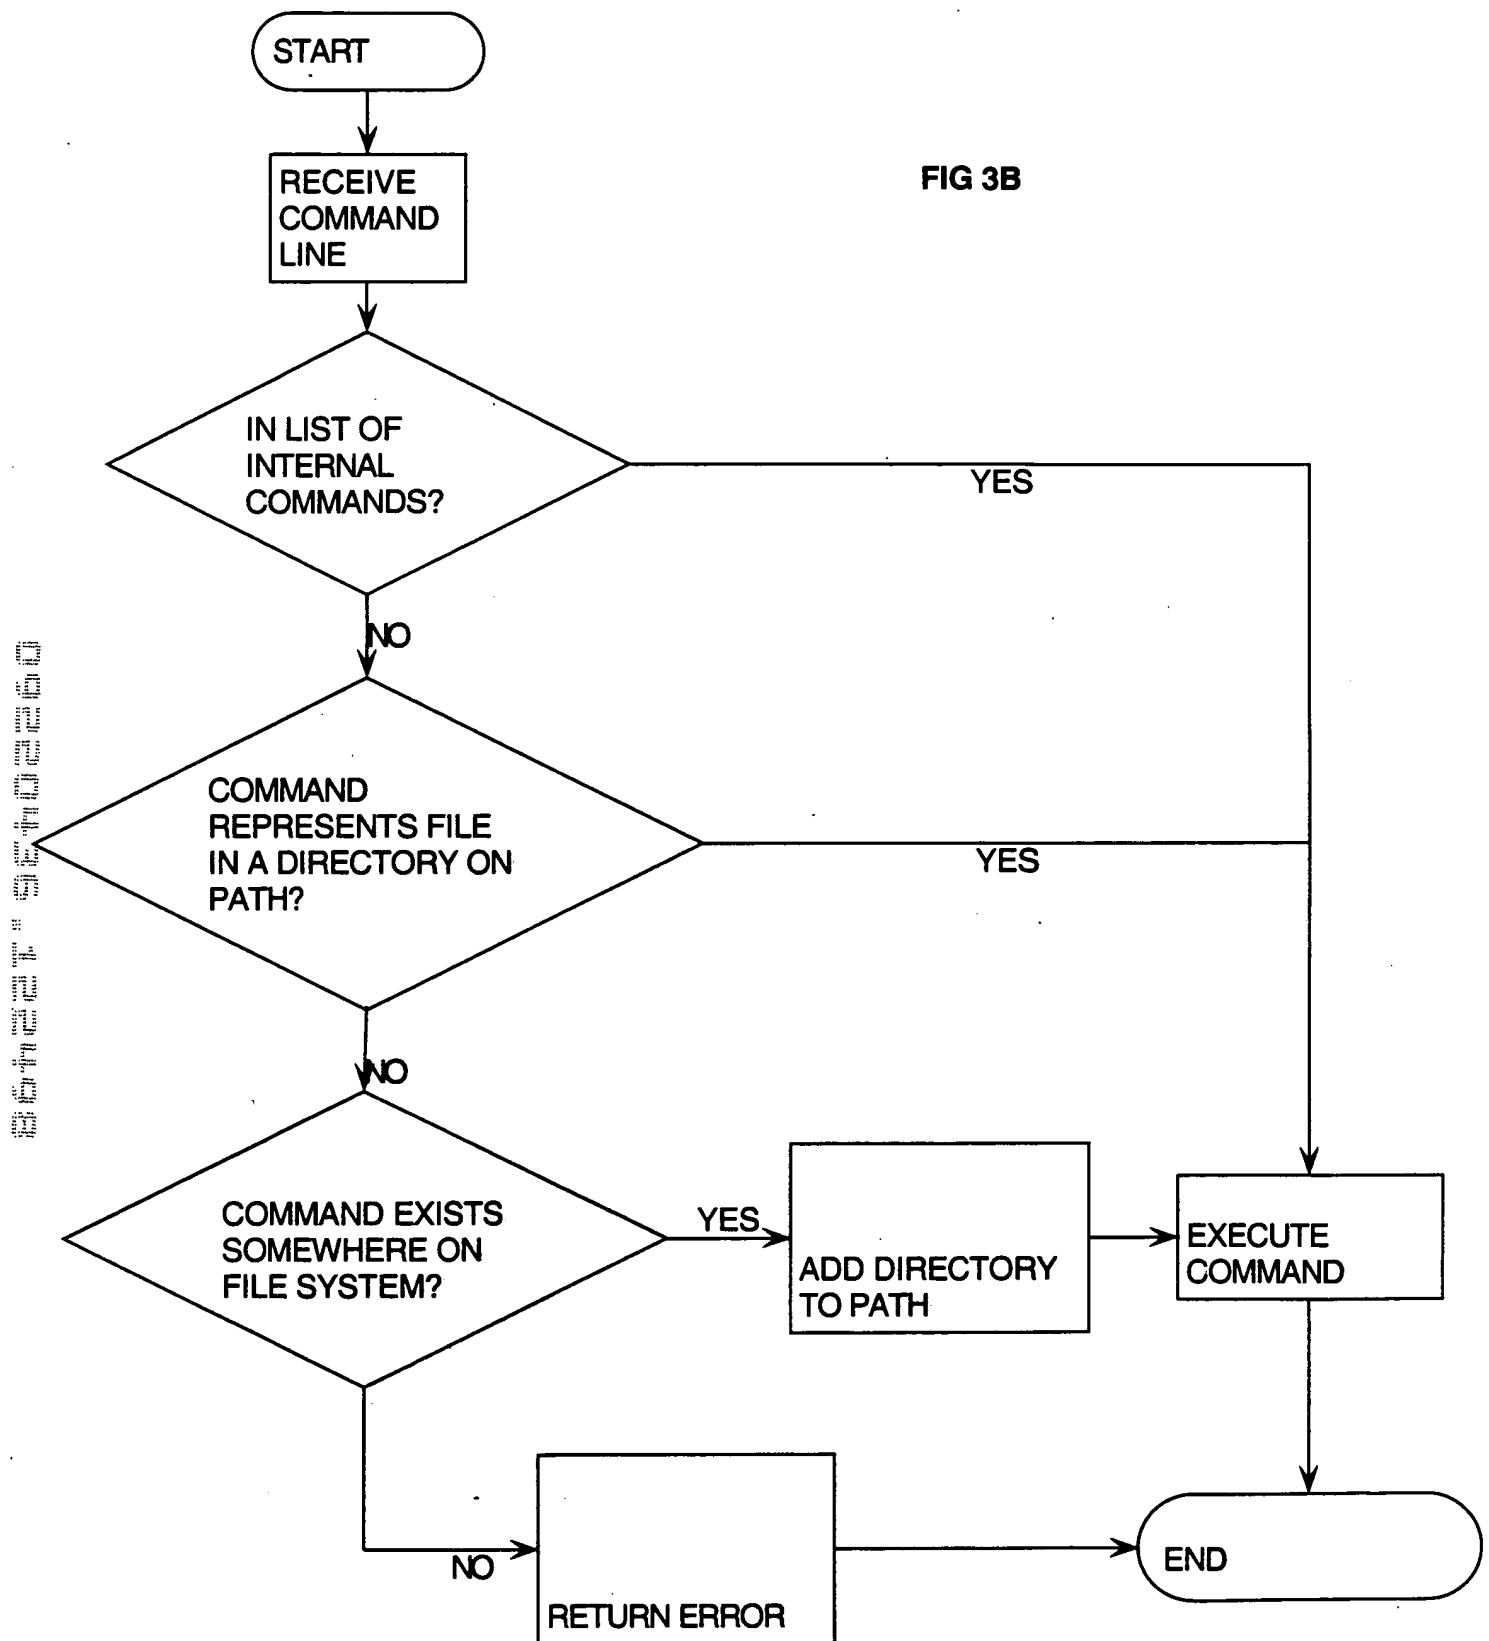 START
FIG 3B
RECEIVE
COMMAND
LINE
IN LIST OF
INTERNAL
COMMANDS?
YES
NO
COMMAND
REPRESENTS FILE
IN A DIRECTORY ON
PATH?
YES
NO
COMMAND EXISTS
SOMEWHERE ON
FILE SYSTEM?
YES
ADD DIRECTORY
TO PATH
EXECUTE
COMMAND
NO
RETURN ERROR
END
09220435.122498